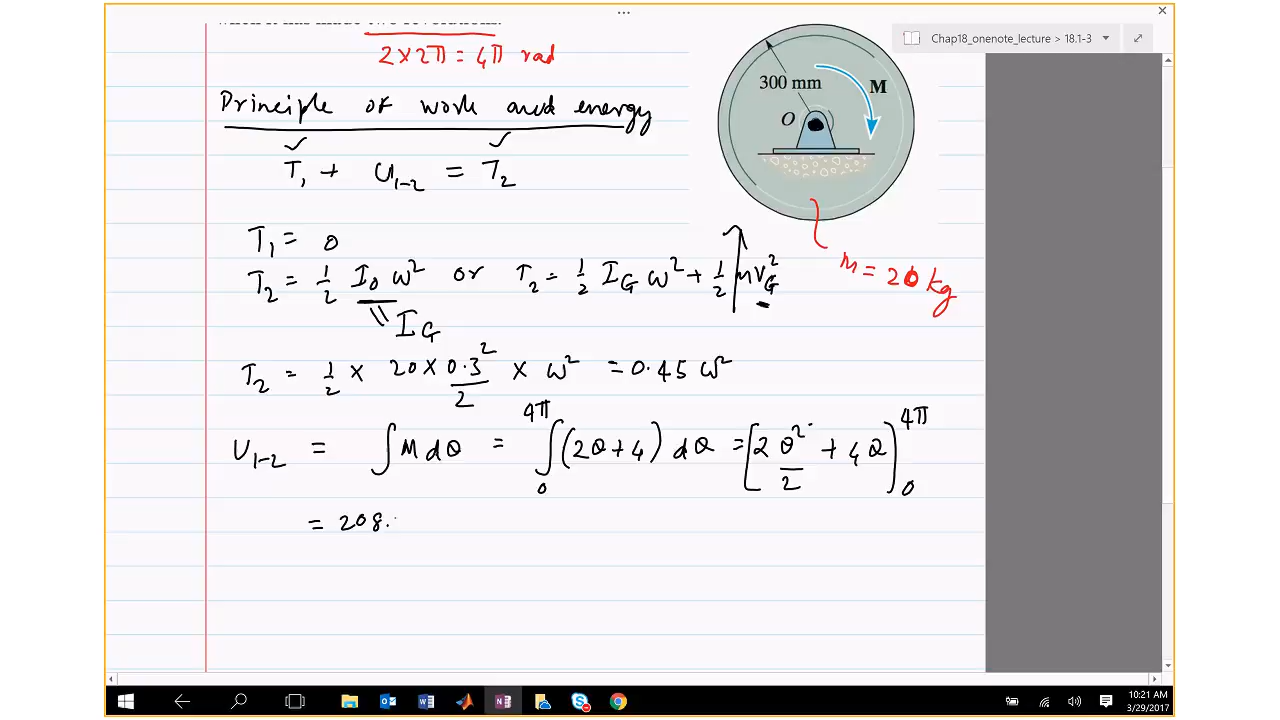 2×2π = 4π rad
Principle of work and energy
T₁ + U₁₋₂ = T₂
T₁ = 0
T₂ = 1/2 I₀ ω² or T₂ = 1/2 I_G ω² + 1/2 m v_G²
I_G
T₂ = 1/2 × 20×0.3²/2 × ω² = 0.45 ω²
U₁₋₂ = ∫ M dθ = ∫₀^4π (2θ+4) dθ = [2 θ²/2 + 4θ]₀^4π
= 208.
300 mm
M
O
m = 20 kg
Chap18_onenote_lecture > 18.1-3
10:21 AM
3/29/2017